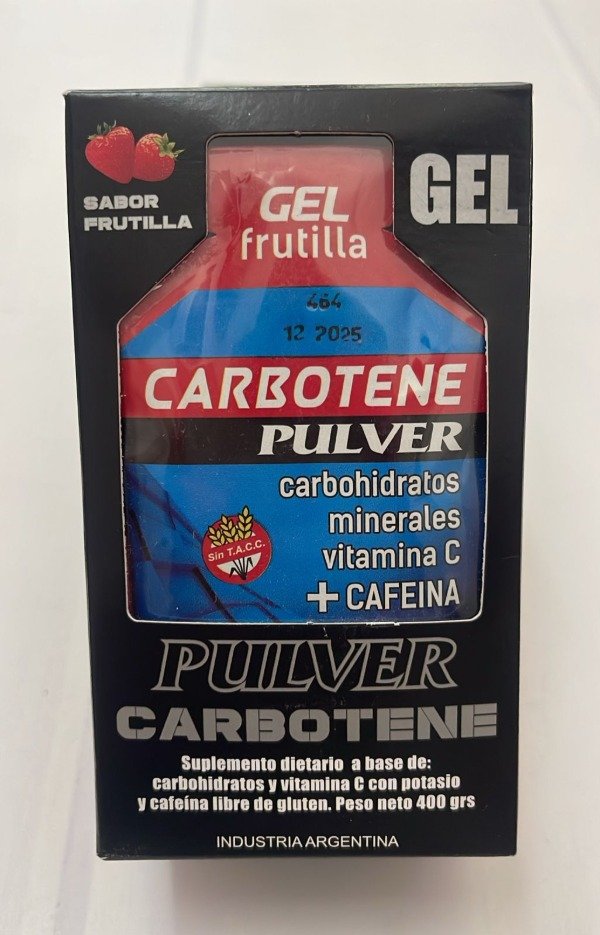 SABOR
FRUTILLA
GEL
GEL
frutilla
464
12 2025
CARBOTENE
PULVER
carbohidratos
minerales
vitamina C
+ CAFEINA
Sin T.A.C.C.
PULVER
CARBOTENE
Suplemento dietario a base de:
carbohidratos y vitamina C con potasio
y cafeína libre de gluten. Peso neto 400 grs
INDUSTRIA ARGENTINA